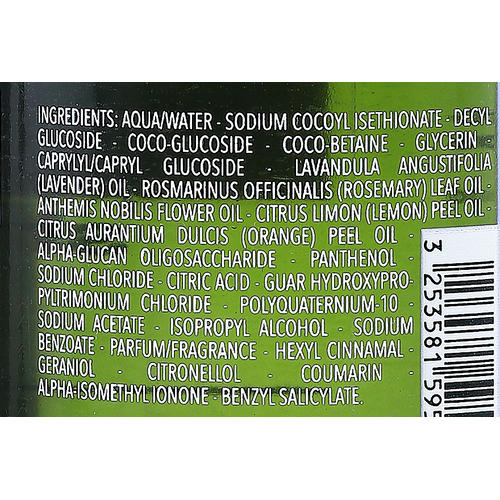 INGREDIENTS: AQUA/WATER - SODIUM COCOYL ISETHIONATE - DECYL
GLUCOSIDE - COCO-GLUCOSIDE - COCO-BETAINE - GLYCERIN -
CAPRYLYL/CAPRYL GLUCOSIDE - LAVANDULA ANGUSTIFOLIA
(LAVENDER) OIL - ROSMARINUS OFFICINALIS (ROSEMARY) LEAF OIL -
ANTHEMIS NOBILIS FLOWER OIL - CITRUS LIMON (LEMON) PEEL OIL -
CITRUS AURANTIUM DULCIS (ORANGE) PEEL OIL -
ALPHA-GLUCAN OLIGOSACCHARIDE - PANTHENOL -
SODIUM CHLORIDE - CITRIC ACID - GUAR HYDROXYPRO-
PYLTRIMONIUM CHLORIDE - POLYQUATERNIUM-10 -
SODIUM ACETATE - ISOPROPYL ALCOHOL - SODIUM
BENZOATE - PARFUM/FRAGRANCE - HEXYL CINNAMAL -
GERANIOL - CITRONELLOL - COUMARIN -
ALPHA-ISOMETHYL IONONE - BENZYL SALICYLATE.
3 253581 595